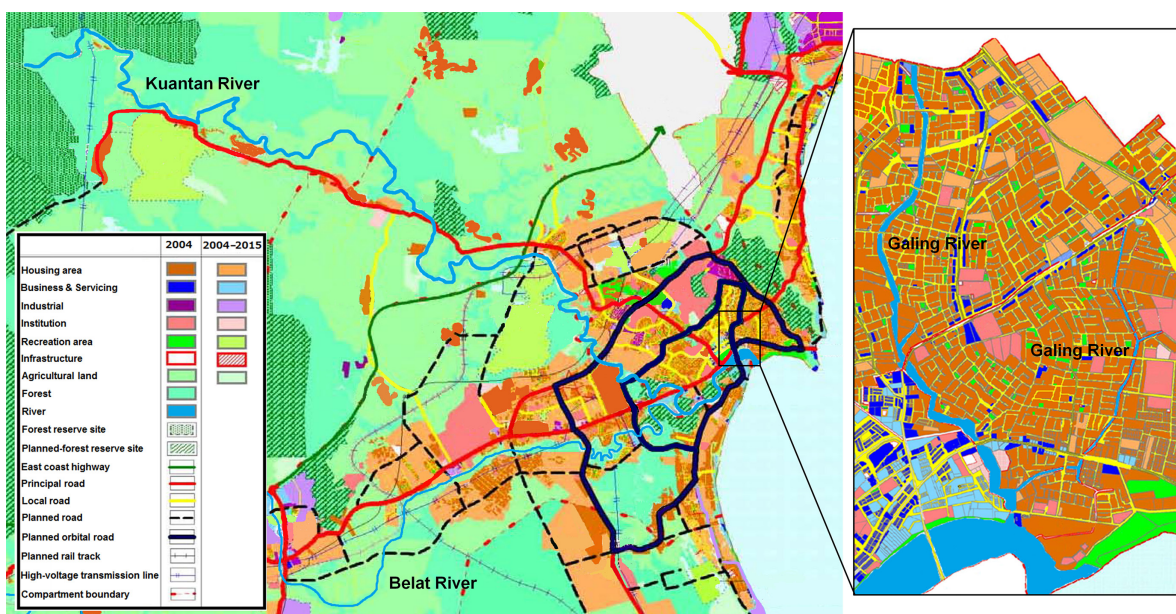 Kuantan River
2004 2004–2015
Housing area
Business & Servicing
Industrial
Institution
Recreation area
Infrastructure
Agricultural land
Forest
River
Forest reserve site
Planned-forest reserve site
East coast highway
Principal road
Local road
Planned road
Planned orbital road
Planned rail track
High-voltage transmission line
Compartment boundary
Belat River
Galing River
Galing River